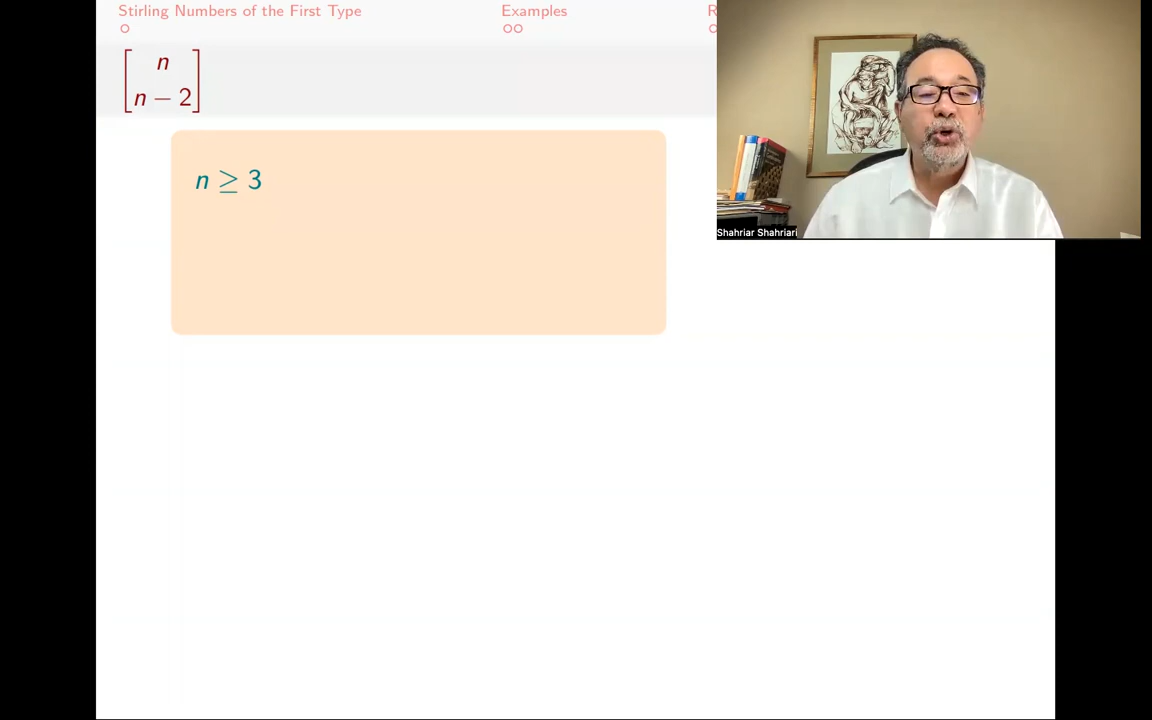 Stirling Numbers of the First Type
Examples
R
n
n − 2
n ≥ 3
Shahriar Shahriari